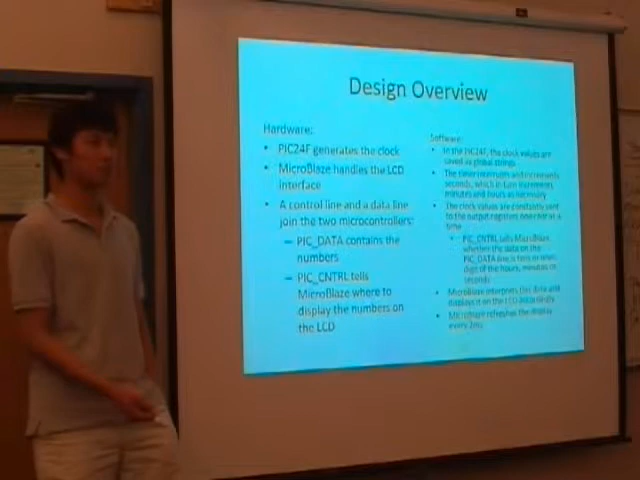 Design Overview
Hardware:
• PIC24F generates the clock
• MicroBlaze handles the LCD
interface
• A control line and a data line
join the two microcontrollers:
– PIC_DATA contains the
numbers
– PIC_CNTRL tells
MicroBlaze where to
display the numbers on
the LCD
Software:
• In the PIC24F, the clock values are
saved as global strings
• The timer interrupts and increments
seconds, which in turn increments
minutes and hours as necessary
• The clock values are constantly sent
to the output registers one char at a
time
• PIC_CNTRL tells MicroBlaze
whether the data on the
PIC_DATA line is tens or ones
digit of the hours, minutes or
seconds
• MicroBlaze interprets this data and
displays it on the LCD accordingly
• MicroBlaze refreshes the display
every 2ms